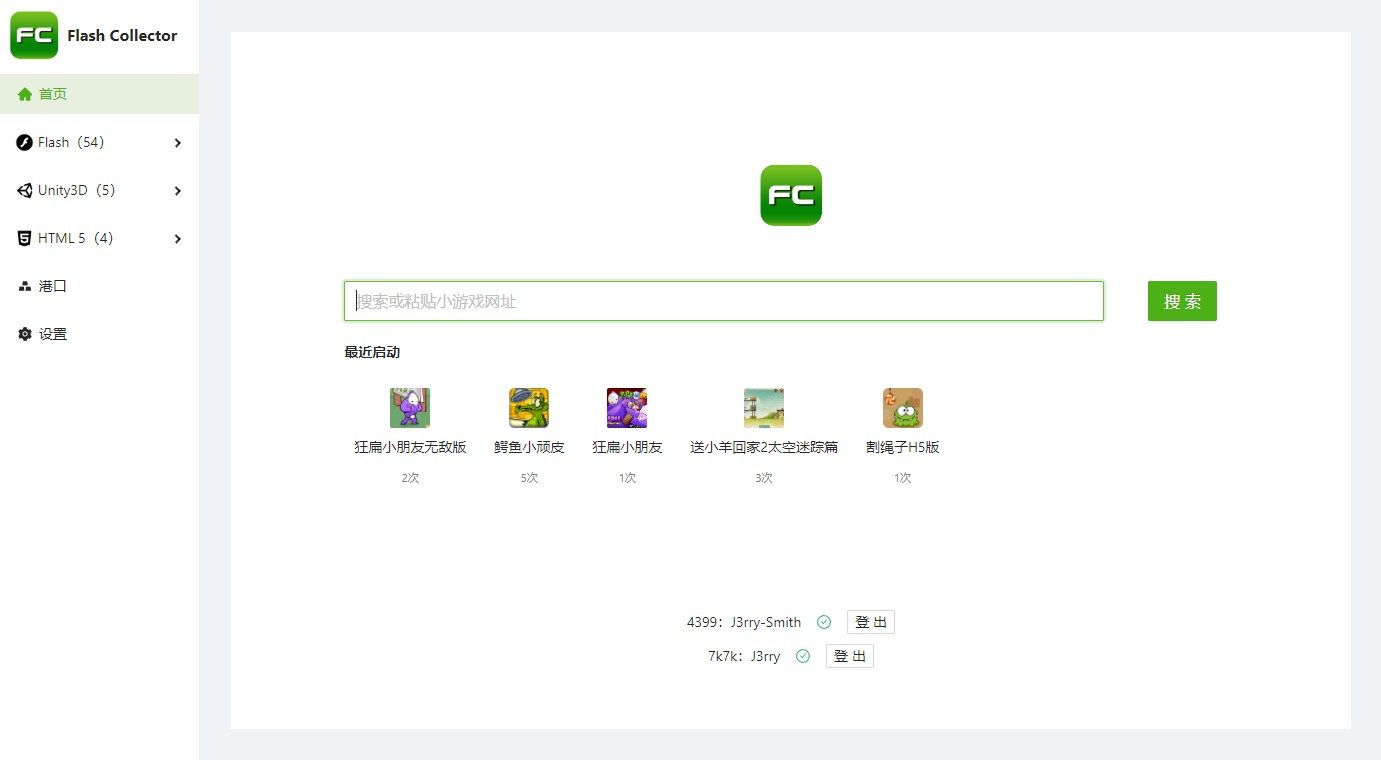 FC Flash Collector
首页
Flash（54）
Unity3D（5）
HTML 5（4）
港口
设置
FC
搜索或粘贴小游戏网址 搜 索
最近启动
狂扁小朋友无敌版 鳄鱼小顽皮 狂扁小朋友 送小羊回家2太空迷踪篇 割绳子H5版
2次 5次 1次 3次 1次
4399：J3rry-Smith 登 出
7k7k：J3rry 登 出